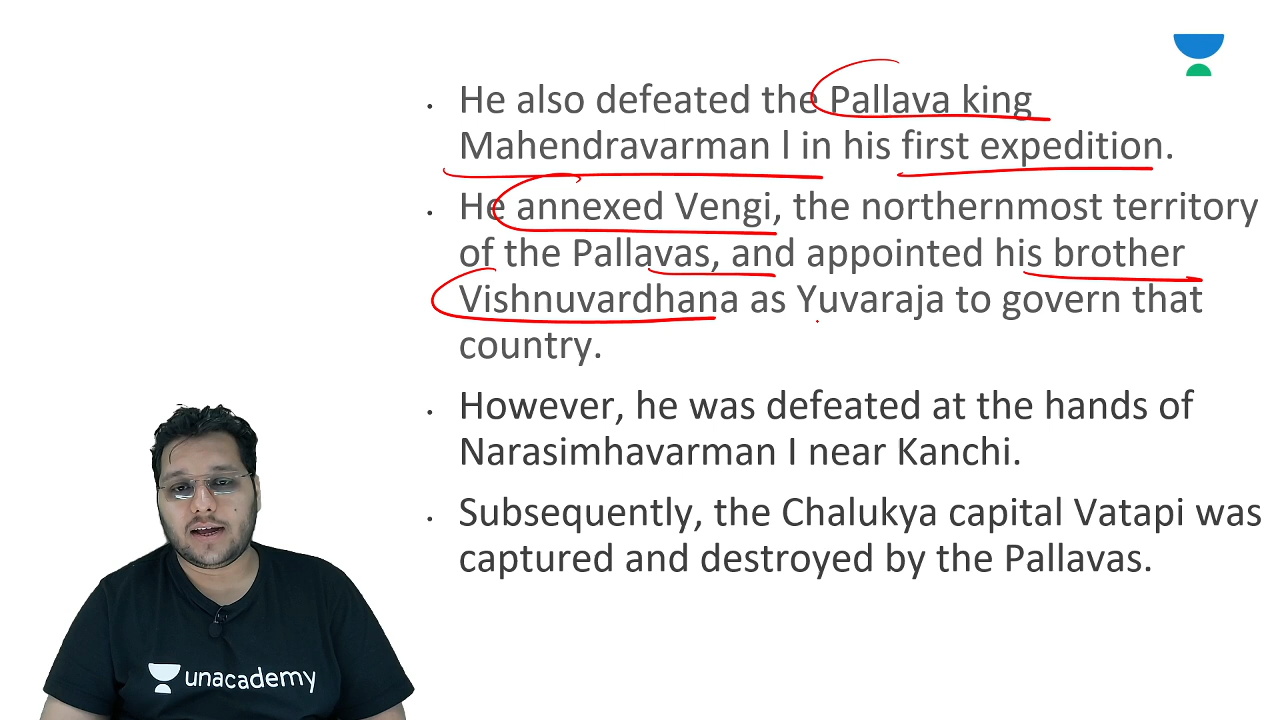 • He also defeated the Pallava king
Mahendravarman l in his first expedition.
• He annexed Vengi, the northernmost territory
of the Pallavas, and appointed his brother
Vishnuvardhana as Yuvaraja to govern that
country.
• However, he was defeated at the hands of
Narasimhavarman I near Kanchi.
• Subsequently, the Chalukya capital Vatapi was
captured and destroyed by the Pallavas.
unacademy